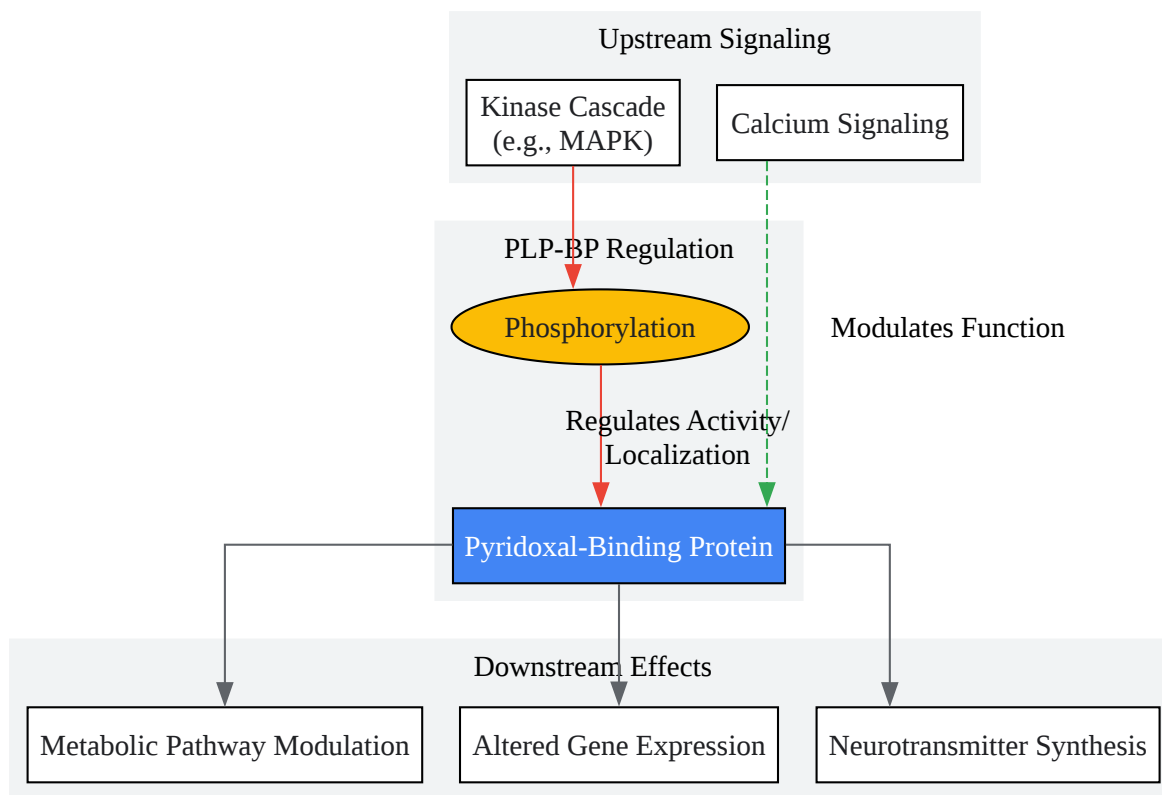 Upstream Signaling
Kinase Cascade
(e.g., MAPK)
Calcium Signaling
PLP-BP Regulation
Phosphorylation
Modulates Function
Regulates Activity/
Localization
Pyridoxal-Binding Protein
Downstream Effects
Metabolic Pathway Modulation
Altered Gene Expression
Neurotransmitter Synthesis